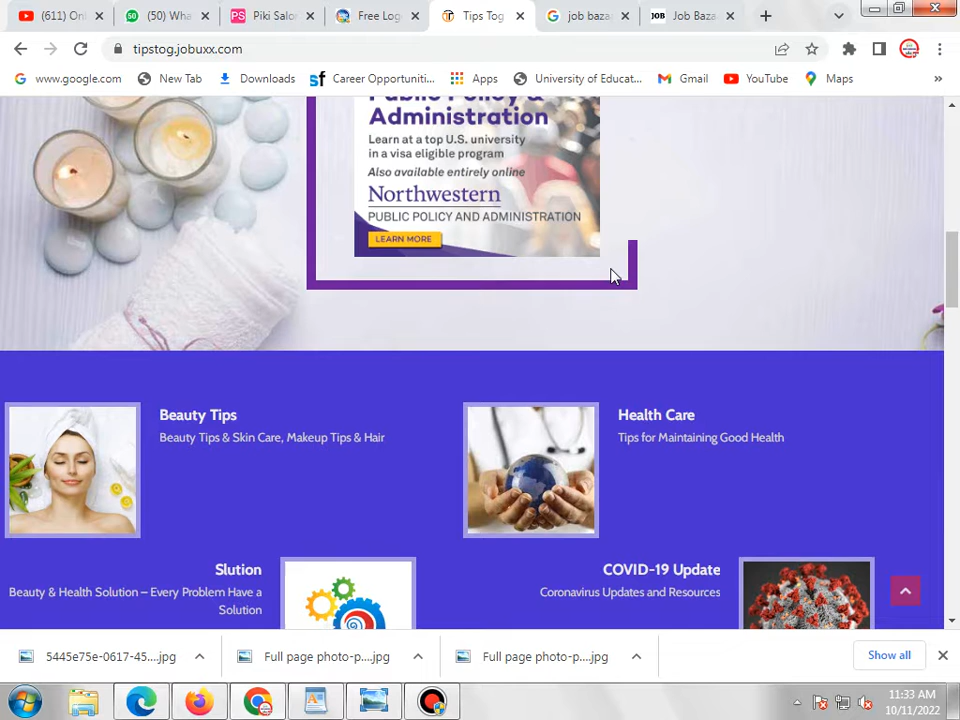 (611) Onl
(50) Wha
Piki Salon
Free Log
Tips Tog
job baza
Job Baza
tipstog.jobuxx.com
www.google.com
New Tab
Downloads
Career Opportuniti...
Apps
University of Educat...
Gmail
YouTube
Maps
»
Public Policy &
Administration
Learn at a top U.S. university
in a visa eligible program
Also available entirely online
Northwestern
PUBLIC POLICY AND ADMINISTRATION
LEARN MORE
Beauty Tips
Beauty Tips & Skin Care, Makeup Tips & Hair
Health Care
Tips for Maintaining Good Health
Slution
Beauty & Health Solution – Every Problem Have a
Solution
COVID-19 Update
Coronavirus Updates and Resources
5445e75e-0617-45....jpg
Full page photo-p....jpg
Full page photo-p....jpg
Show all
11:33 AM
10/11/2022